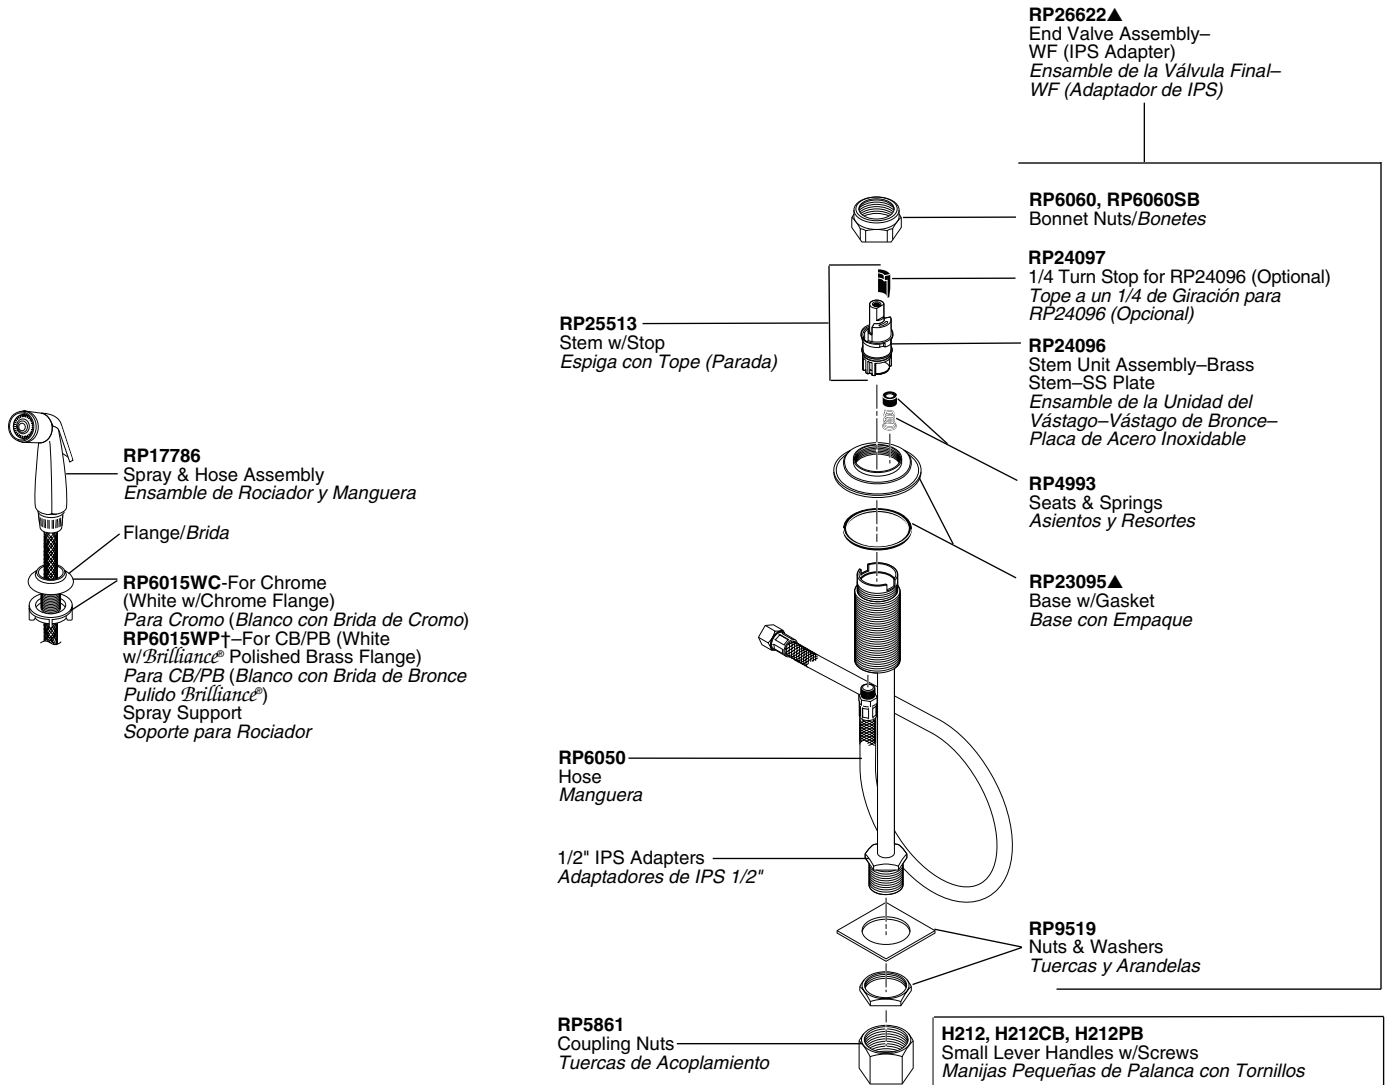 RP26622▲
End Valve Assembly–
WF (IPS Adapter)
Ensamble de la Válvula Final–
WF (Adaptador de IPS)
RP6060, RP6060SB
Bonnet Nuts/Bonetes
RP24097
1/4 Turn Stop for RP24096 (Optional)
Tope a un 1/4 de Giración para
RP24096 (Opcional)
RP25513
Stem w/Stop
Espiga con Tope (Parada)
RP24096
Stem Unit Assembly–Brass
Stem–SS Plate
Ensamble de la Unidad del
Vástago–Vástago de Bronce–
Placa de Acero Inoxidable
RP17786
Spray & Hose Assembly
Ensamble de Rociador y Manguera
Flange/Brida
RP6015WC-For Chrome
(White w/Chrome Flange)
Para Cromo (Blanco con Brida de Cromo)
RP6015WP†–For CB/PB (White
w/Brilliance® Polished Brass Flange)
Para CB/PB (Blanco con Brida de Bronce
Pulido Brilliance®)
Spray Support
Soporte para Rociador
RP4993
Seats & Springs
Asientos y Resortes
RP23095▲
Base w/Gasket
Base con Empaque
RP6050
Hose
Manguera
1/2" IPS Adapters
Adaptadores de IPS 1/2"
RP9519
Nuts & Washers
Tuercas y Arandelas
RP5861
Coupling Nuts
Tuercas de Acoplamiento
H212, H212CB, H212PB
Small Lever Handles w/Screws
Manijas Pequeñas de Palanca con Tornillos